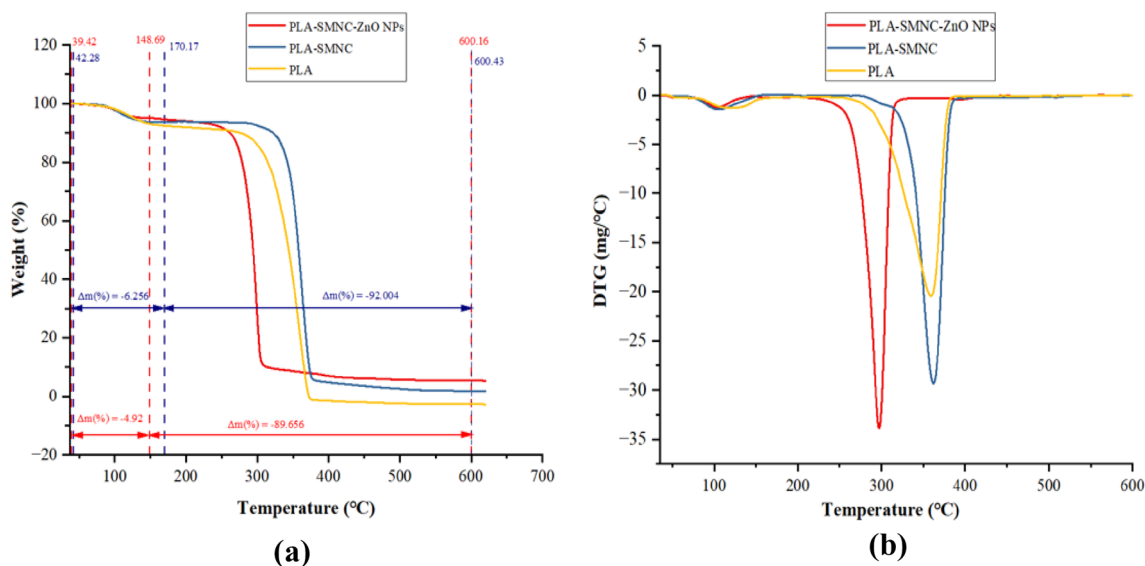 PLA-SMNC-ZnO NPs
PLA-SMNC
PLA
39.42
148.69
170.17
42.28
600.16
600.43
120
100
80
60
40
20
0
−20
Weight (%)
Δm(%) = -6.256
Δm(%) = -92.004
Δm(%) = -4.92
Δm(%) = -89.656
100
200
300
400
500
600
700
Temperature (℃)
(a)
PLA-SMNC-ZnO NPs
PLA-SMNC
PLA
5
0
−5
−10
−15
−20
−25
−30
−35
DTG (mg/℃)
100
200
300
400
500
600
Temperature (℃)
(b)